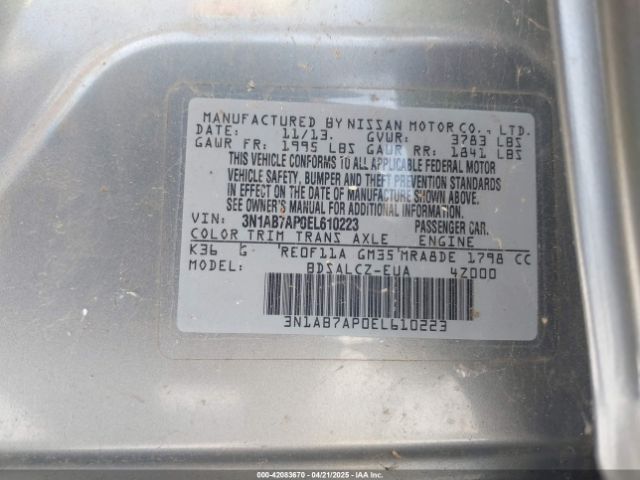 MANUFACTURED BY NISSAN MOTOR CO., LTD.
DATE: 11/13. GVWR: 3783 LBS
GAWR FR: 1995 LBS GAWR RR: 1841 LBS
THIS VEHICLE CONFORMS TO ALL APPLICABLE FEDERAL MOTOR
VEHICLE SAFETY, BUMPER AND THEFT PREVENTION STANDARDS
IN EFFECT ON THE DATE OF MANUFACTURE SHOWN ABOVE.
SEE OWNER'S MANUAL FOR ADDITIONAL INFORMATION.
VIN: 3N1AB7AP0EL610223 PASSENGER CAR.
COLOR TRIM TRANS AXLE ENGINE
K36 G RE0F11A GM35 MRA8DE 1798 CC
MODEL: BDSALCZ-EUA 4Z000
3N1AB7AP0EL610223
000-42083670 04/21/2025 - Copyright IAA, Inc.